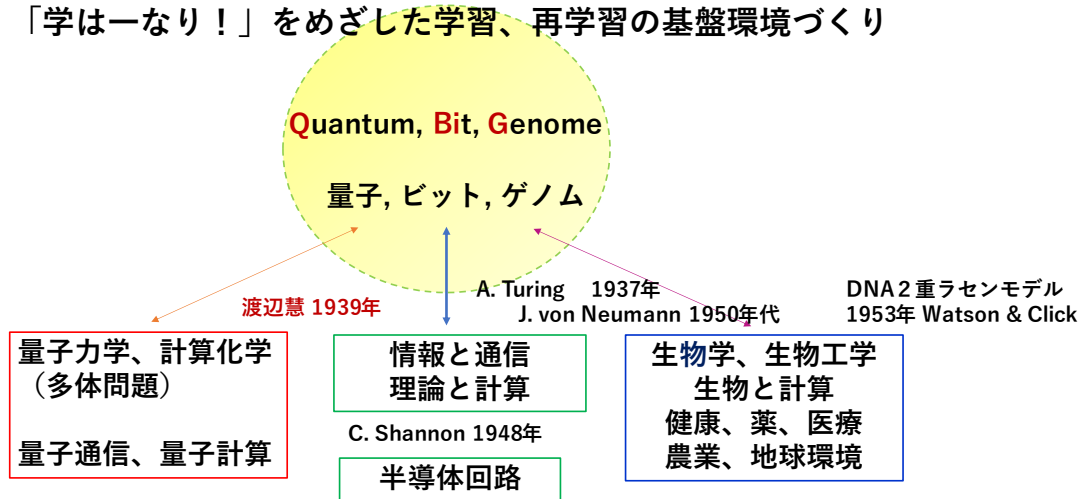 「学は一なり！」をめざした学習、再学習の基盤環境づくり
Quantum, Bit, Genome
量子, ビット, ゲノム
渡辺慧 1939年
A. Turing 1937年
J. von Neumann 1950年代
DNA２重ラセンモデル
1953年 Watson & Click
量子力学、計算化学
（多体問題）
量子通信、量子計算
情報と通信
理論と計算
C. Shannon 1948年
半導体回路
生物学、生物工学
生物と計算
健康、薬、医療
農業、地球環境